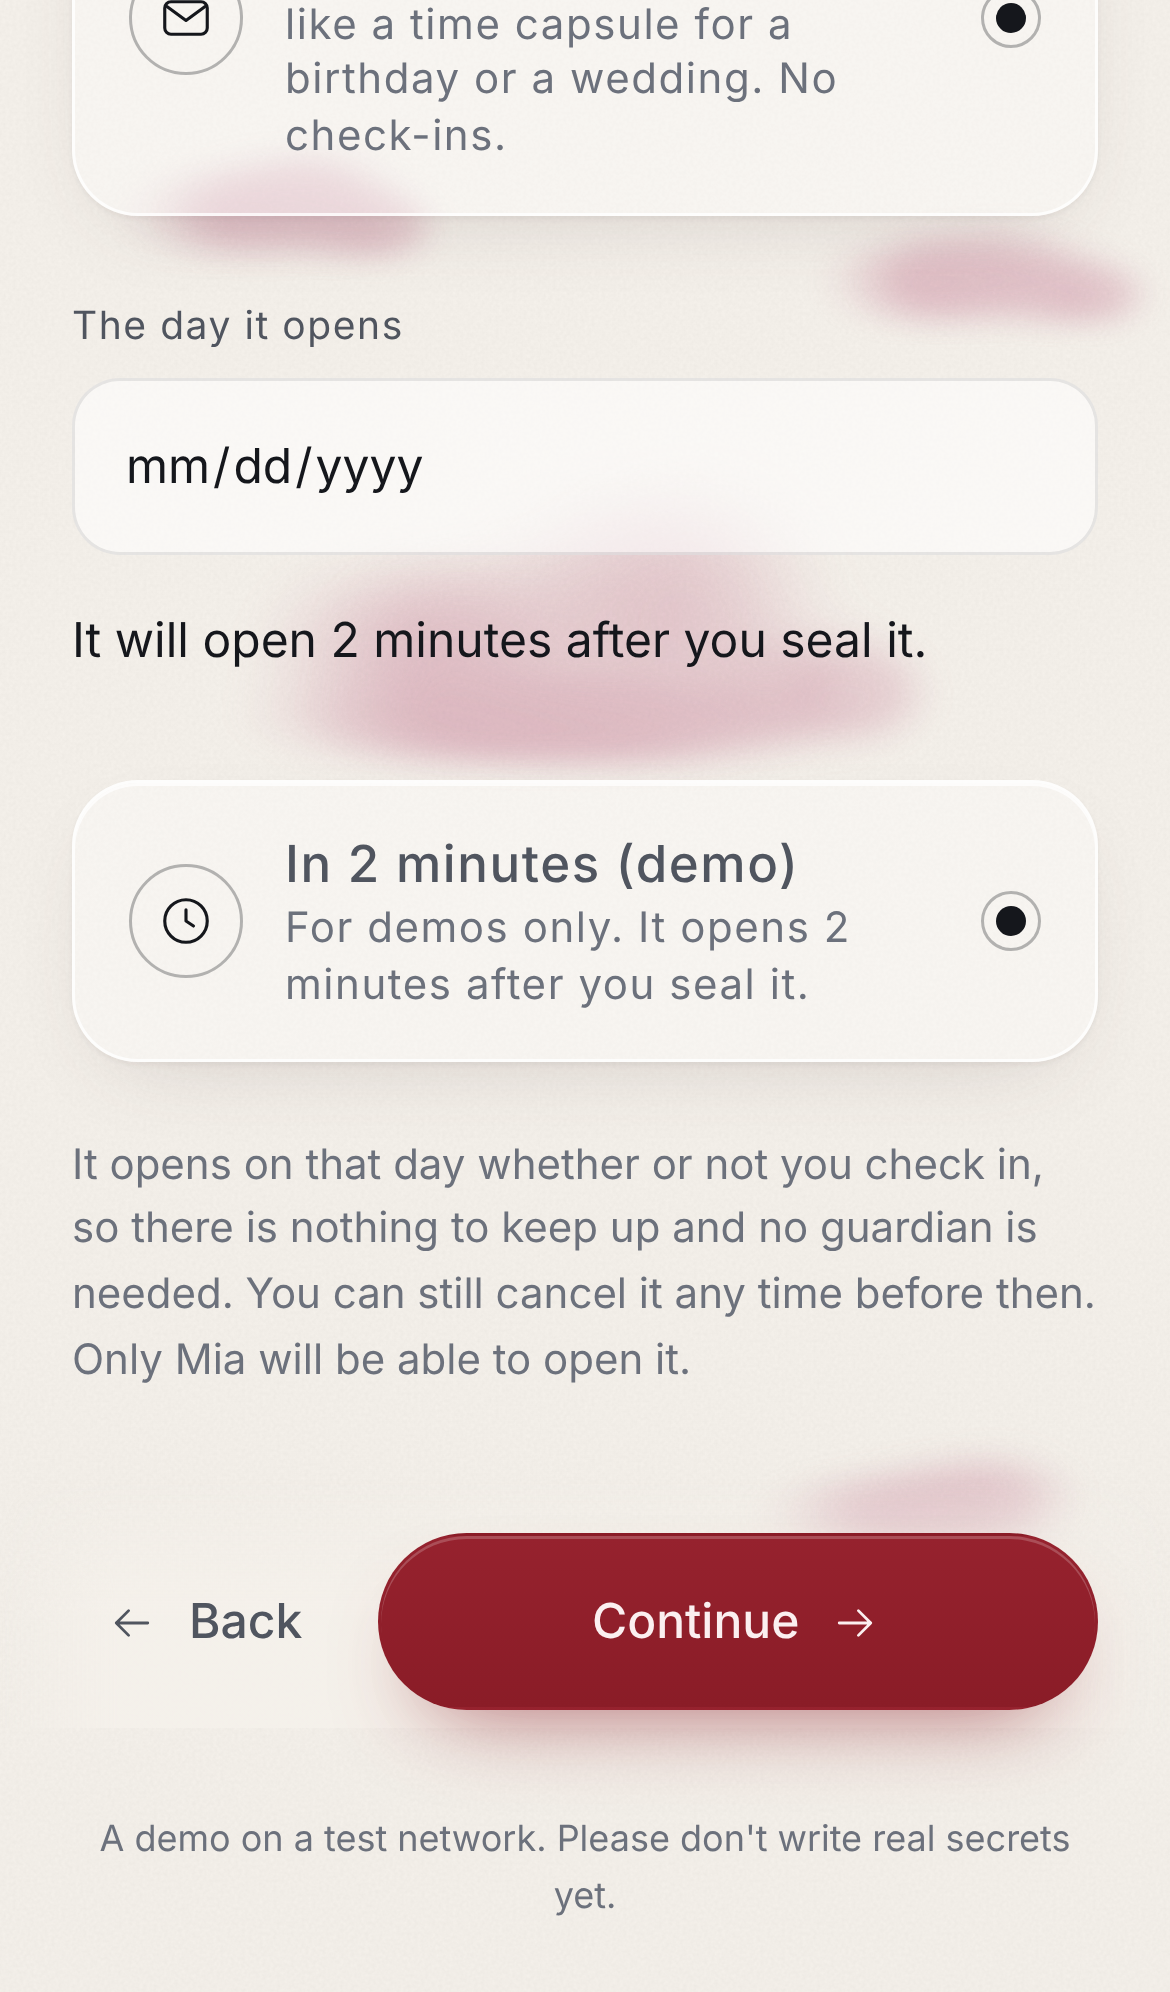 like a time capsule for a
birthday or a wedding. No
check-ins.
The day it opens
mm/dd/yyyy
It will open 2 minutes after you seal it.
In 2 minutes (demo)
For demos only. It opens 2
minutes after you seal it.
It opens on that day whether or not you check in,
so there is nothing to keep up and no guardian is
needed. You can still cancel it any time before then.
Only Mia will be able to open it.
← Back
Continue →
A demo on a test network. Please don't write real secrets
yet.